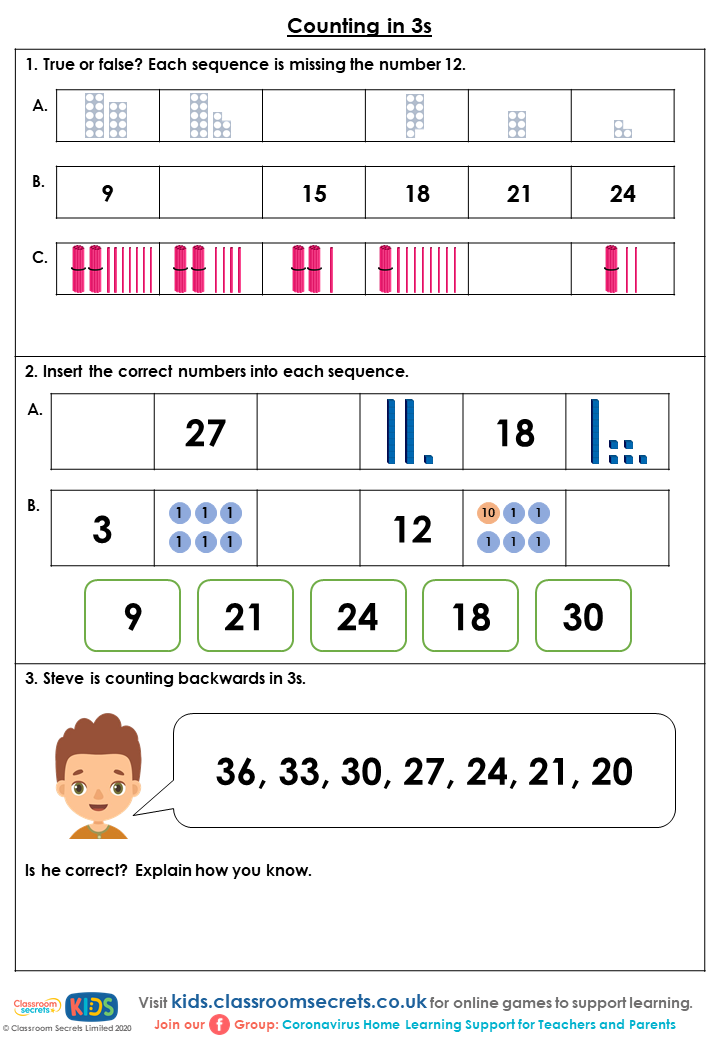 Counting in 3s
1. True or false? Each sequence is missing the number 12.
A.
B. 9 15 18 21 24
C.
2. Insert the correct numbers into each sequence.
A. 27 18
B. 3 1 1 1 12 10 1 1
1 1 1 1 1 1
9 21 24 18 30
3. Steve is counting backwards in 3s.
36, 33, 30, 27, 24, 21, 20
Is he correct? Explain how you know.
Classroom Secrets KIDS
© Classroom Secrets Limited 2020
Visit kids.classroomsecrets.co.uk for online games to support learning.
Join our f Group: Coronavirus Home Learning Support for Teachers and Parents